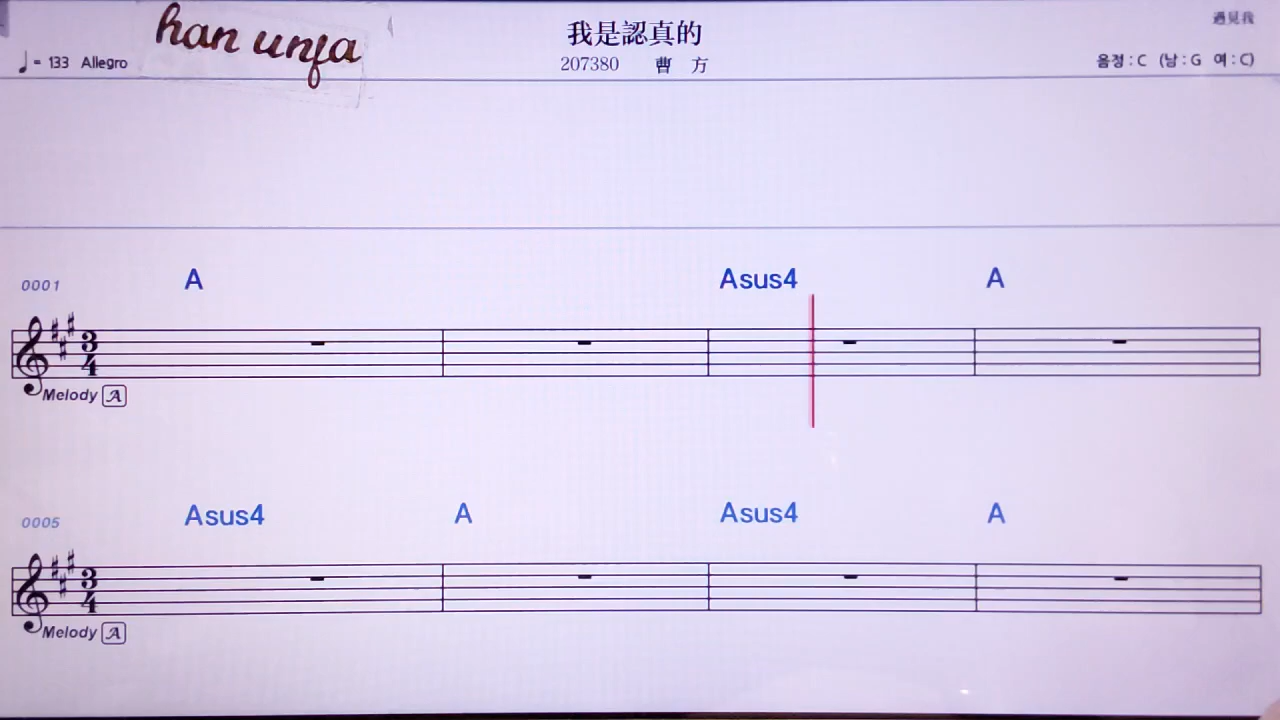 han unfa
我是認真的
遇見我
♩= 133 Allegro
207380 曹 方
음정 : C (남 : G 여 : C)
0001 A Asus4 A
3
4
Melody A
0005 Asus4 A Asus4 A
3
4
Melody A